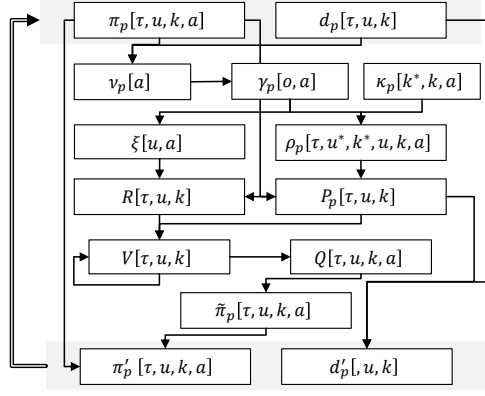 π_p[τ, u, k, a] d_p[τ, u, k]
ν_p[a] γ_p[o, a] κ_p[k*, k, a]
ξ[u, a] ρ_p[τ, u*, k*, u, k, a]
R[τ, u, k] P_p[τ, u, k]
V[τ, u, k] Q[τ, u, k, a]
π̃_p[τ, u, k, a]
π′_p [τ, u, k, a] d′_p[, u, k]